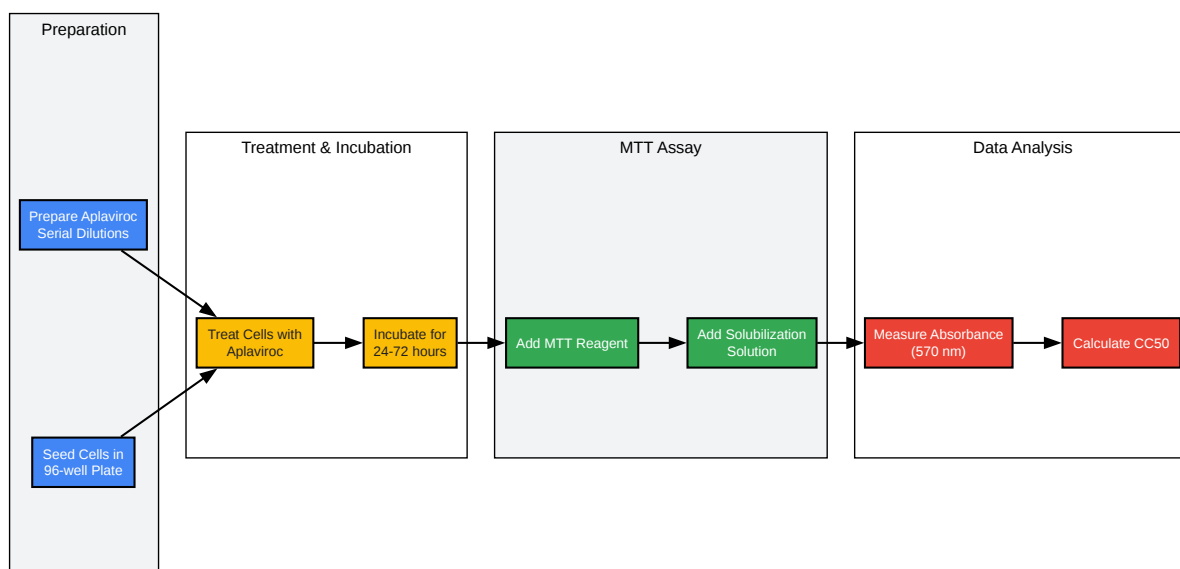 Preparation
Prepare Aplaviroc
Serial Dilutions
Seed Cells in
96-well Plate
Treatment & Incubation
Treat Cells with
Aplaviroc
Incubate for
24-72 hours
MTT Assay
Add MTT Reagent
Add Solubilization
Solution
Data Analysis
Measure Absorbance
(570 nm)
Calculate CC50